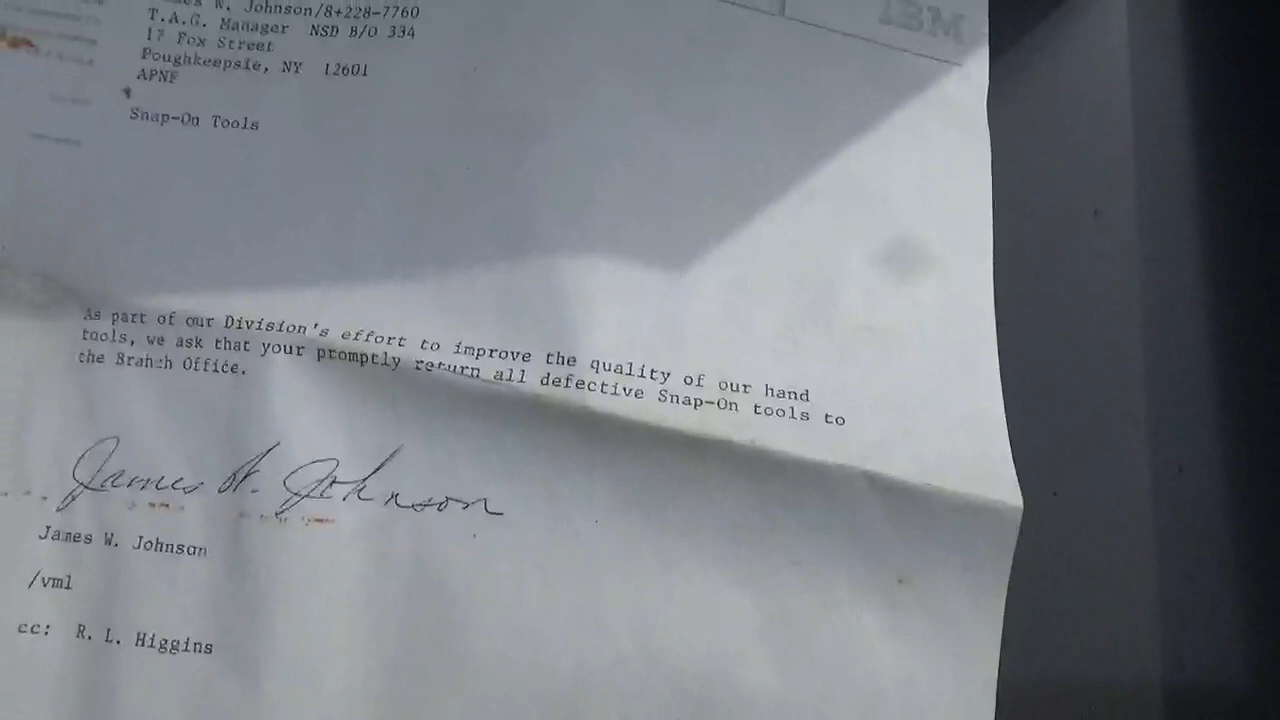 W. Johnson/8+228-7760
T.A.G. Manager NSD B/O 334
17 Fox Street
Poughkeepsie, NY 12601
APNF
Snap-On Tools
As part of our Division's effort to improve the quality of our hand
tools, we ask that your promptly return all defective Snap-On tools to
the Branch Office.
James W. Johnson
James W. Johnson
/vml
cc: R. L. Higgins